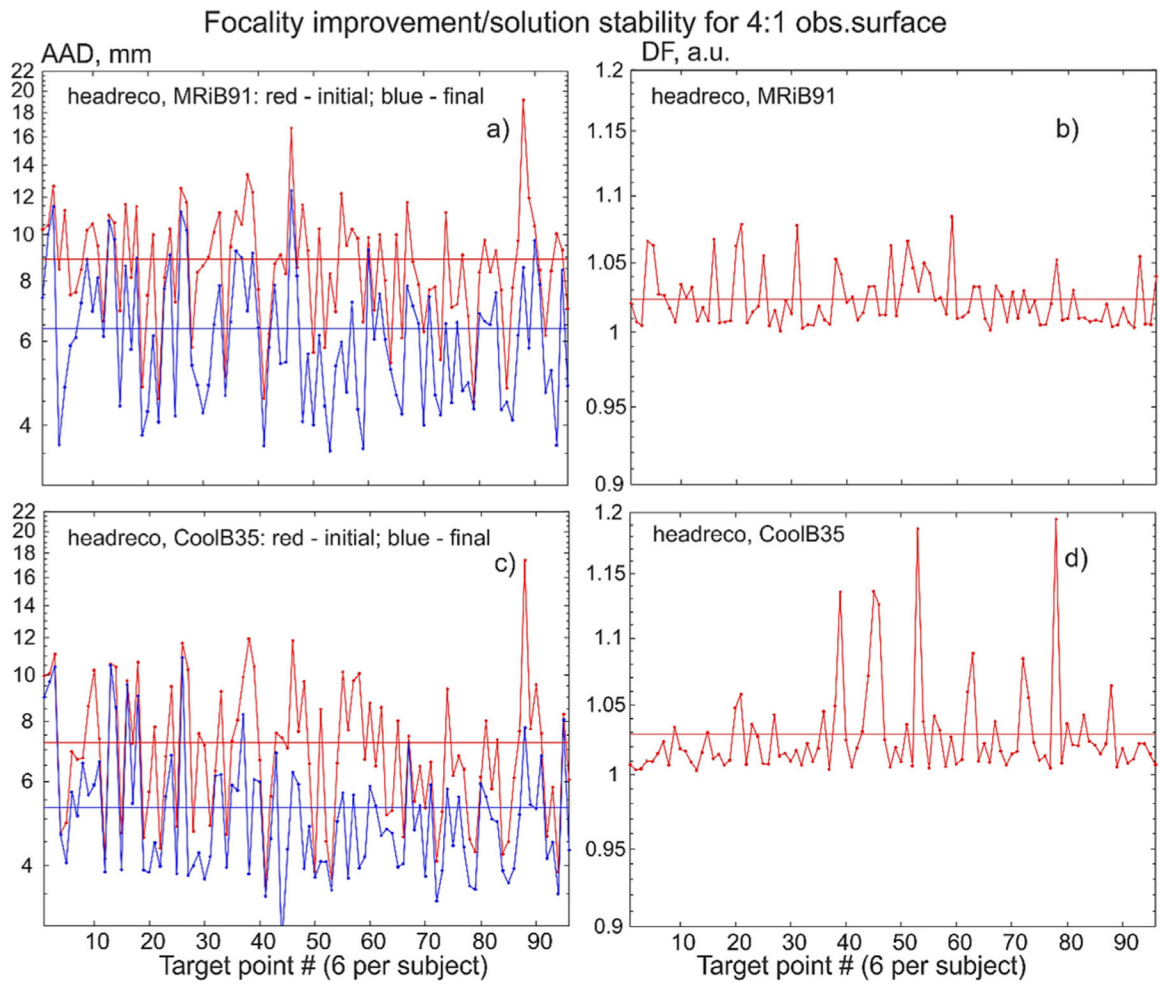 Focality improvement/solution stability for 4:1 obs.surface
AAD, mm
DF, a.u.
22
20
18
16
14
12
10
8
6
4
headreco, MRiB91: red - initial; blue - final
a)
1.2
1.15
1.1
1.05
1
0.95
0.9
headreco, MRiB91
b)
22
20
18
16
14
12
10
8
6
4
headreco, CoolB35: red - initial; blue - final
c)
10 20 30 40 50 60 70 80 90
Target point # (6 per subject)
1.2
1.15
1.1
1.05
1
0.95
0.9
headreco, CoolB35
d)
10 20 30 40 50 60 70 80 90
Target point # (6 per subject)